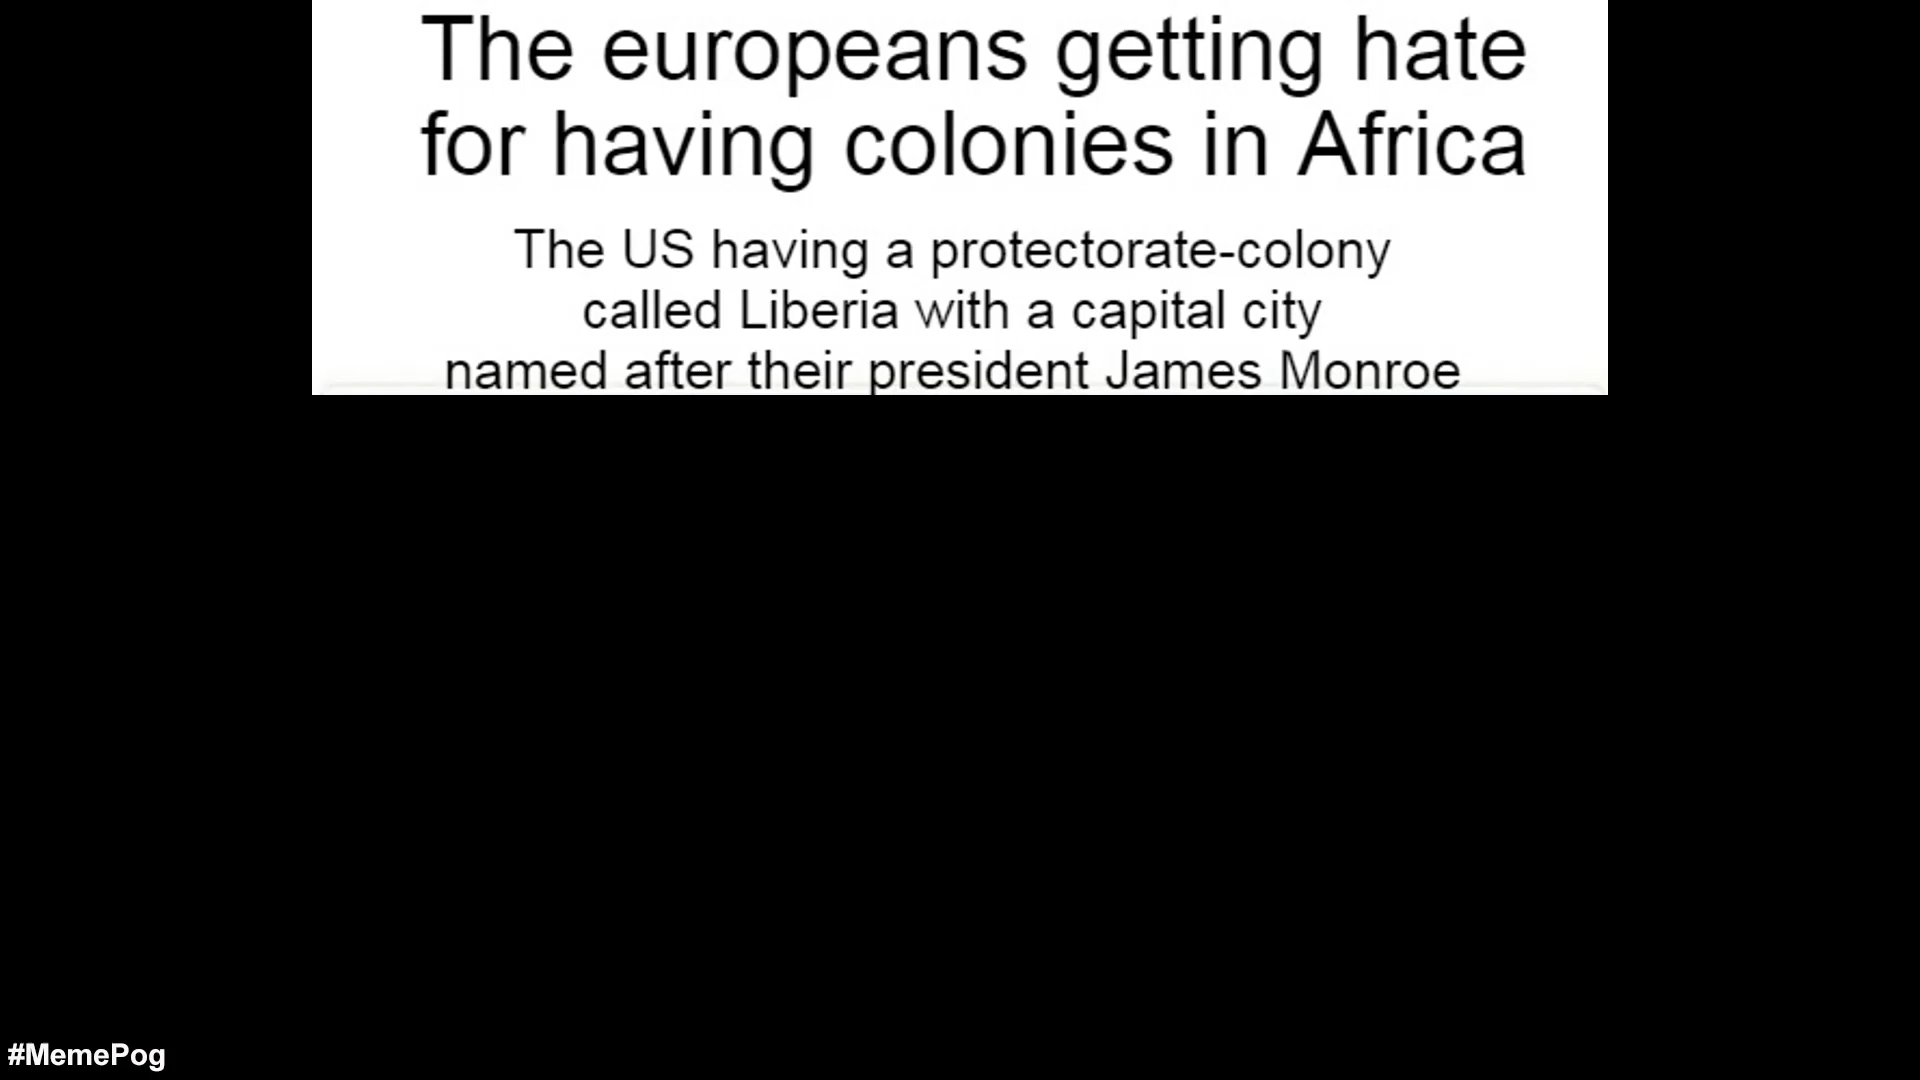 The europeans getting hate
for having colonies in Africa
The US having a protectorate-colony
called Liberia with a capital city
named after their president James Monroe
#MemePog